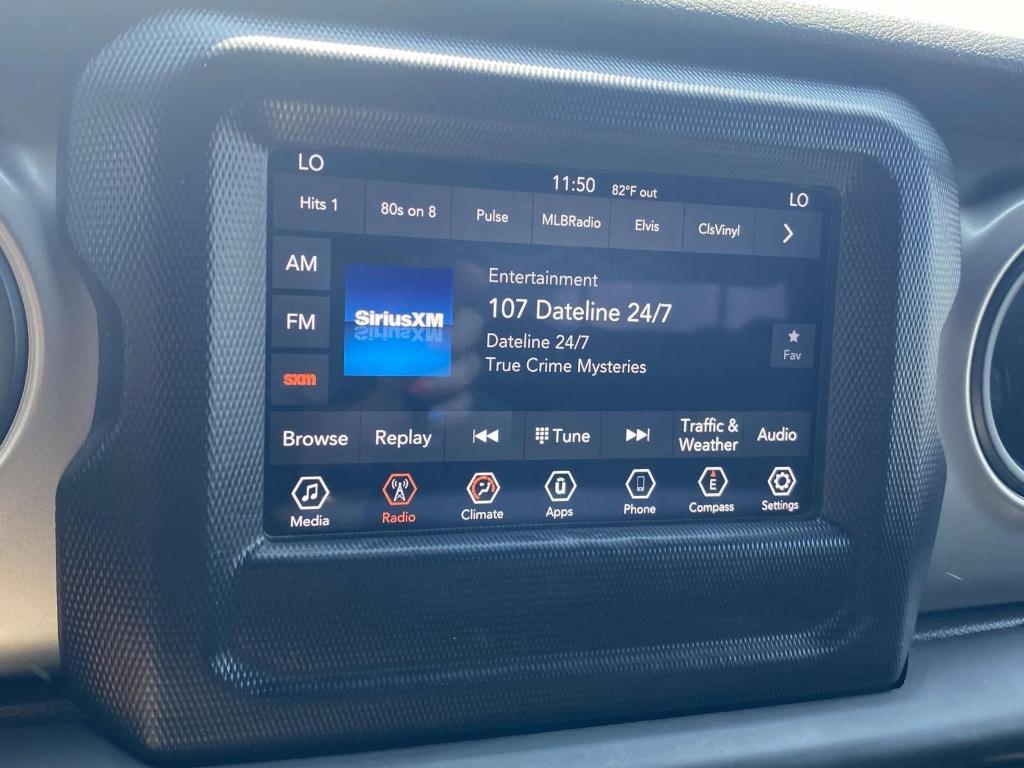 LO
11:50 82°F out LO
Hits 1 80s on 8 Pulse MLBRadio Elvis ClsVinyl
AM
FM
sxm
SiriusXM
Entertainment
107 Dateline 24/7
Dateline 24/7
True Crime Mysteries
Fav
Browse Replay Tune Traffic &
Weather Audio
E
Media Radio Climate Apps Phone Compass Settings